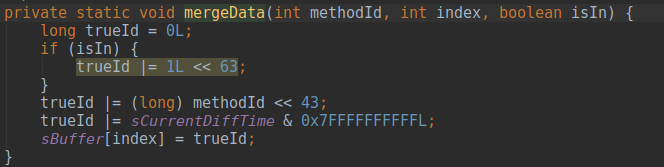 private static void mergeData(int methodId, int index, boolean isIn) {
    long trueId = 0L;
    if (isIn) {
        trueId |= 1L << 63;
    }
    trueId |= (long) methodId << 43;
    trueId |= sCurrentDiffTime & 0x7FFFFFFFFFFL;
    sBuffer[index] = trueId;
}